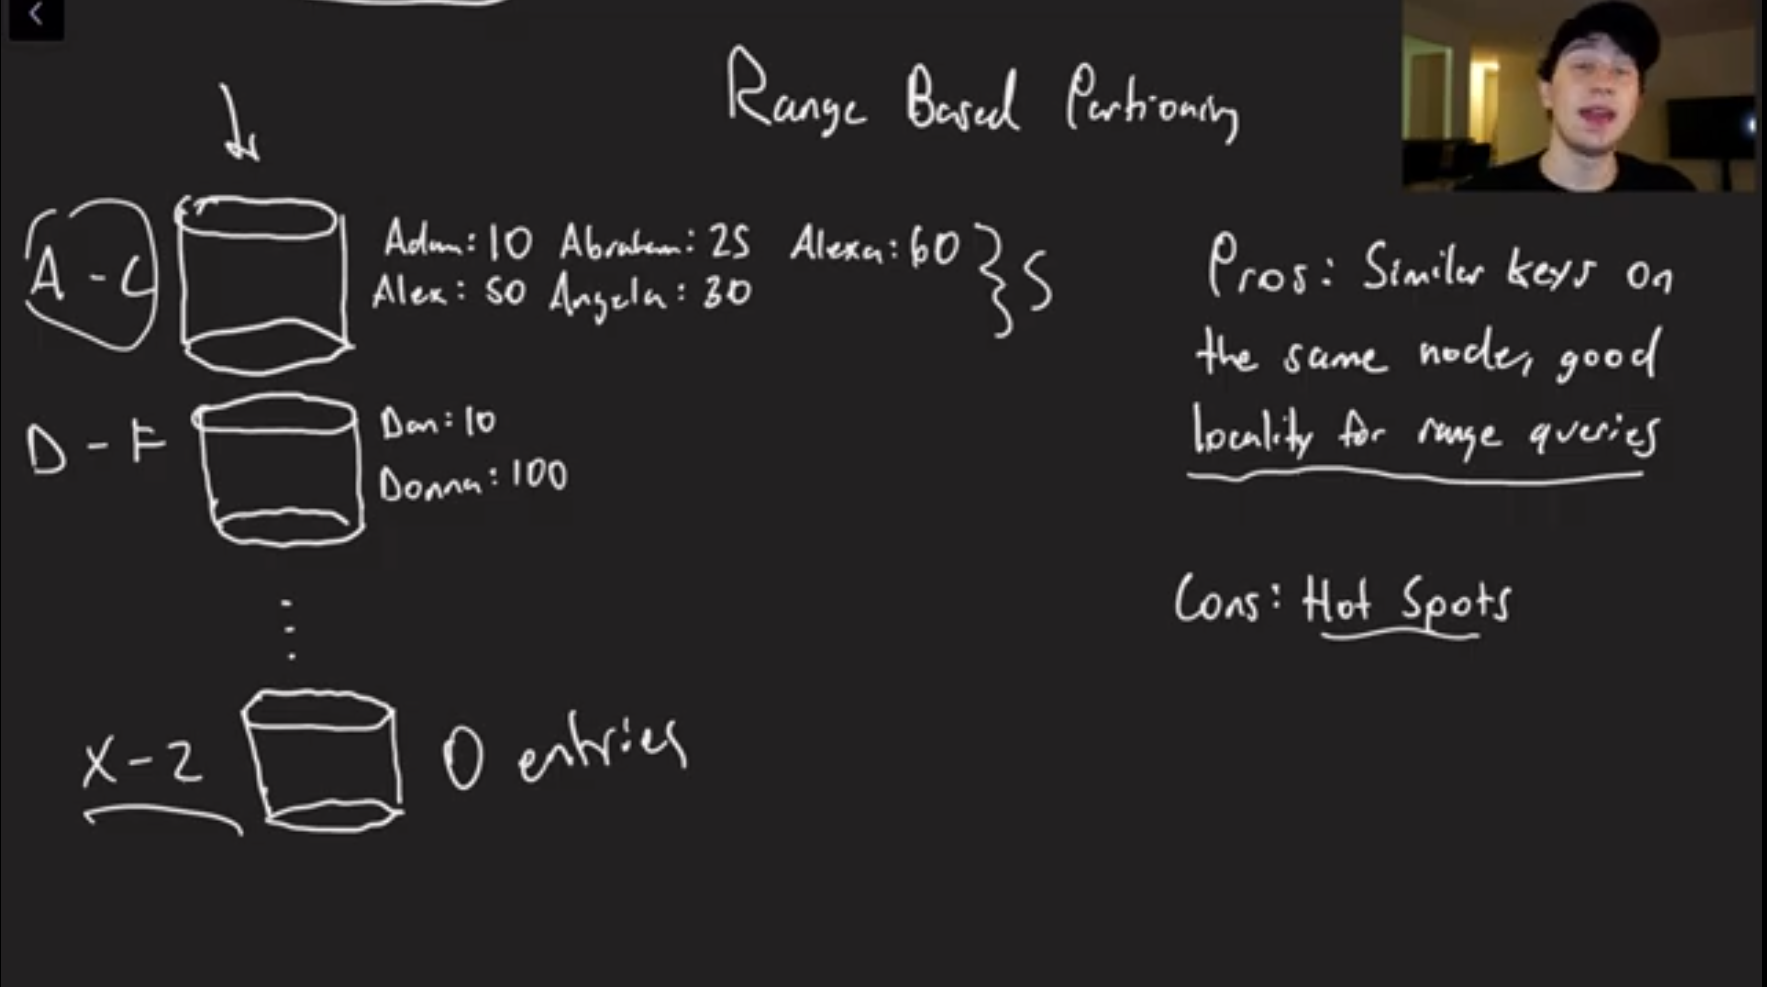 Range Based Partioning
A - C
Adam: 10 Abraham: 25 Alexa: 60 } 5
Alex: 50 Angela: 30
D - F
Dan: 10
Donna: 100
X - Z
0 entries
Pros: Similar keys on
the same node, good
locality for range queries
Cons: Hot Spots